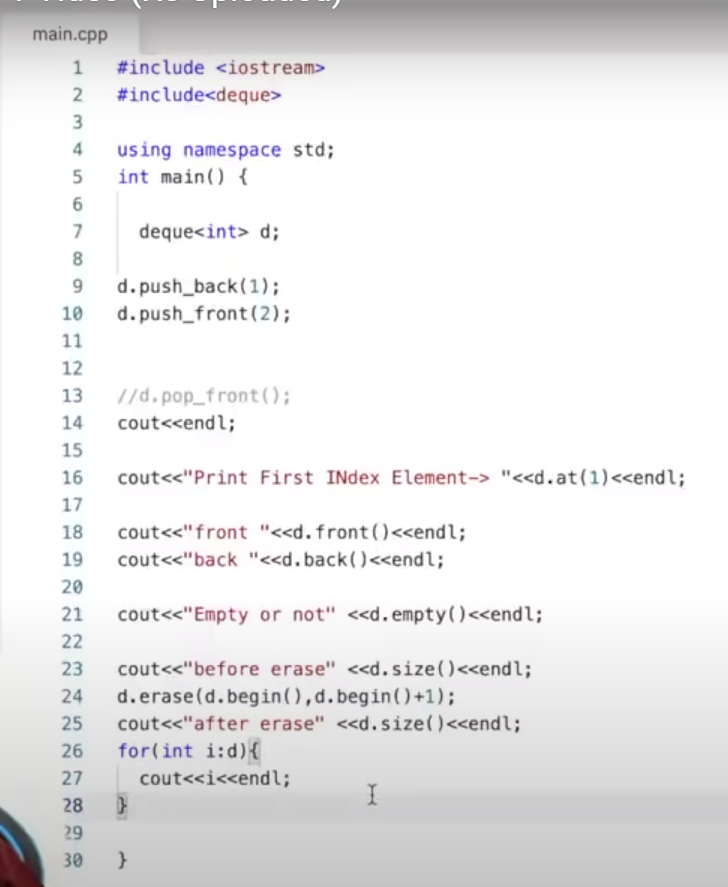 main.cpp
1 #include <iostream>
2 #include<deque>
3
4 using namespace std;
5 int main() {
6
7 deque<int> d;
8
9 d.push_back(1);
10 d.push_front(2);
11
12
13 //d.pop_front();
14 cout<<endl;
15
16 cout<<"Print First INdex Element-> "<<d.at(1)<<endl;
17
18 cout<<"front "<<d.front()<<endl;
19 cout<<"back "<<d.back()<<endl;
20
21 cout<<"Empty or not" <<d.empty()<<endl;
22
23 cout<<"before erase" <<d.size()<<endl;
24 d.erase(d.begin(),d.begin()+1);
25 cout<<"after erase" <<d.size()<<endl;
26 for(int i:d){
27 cout<<i<<endl;
28 }
29
30 }